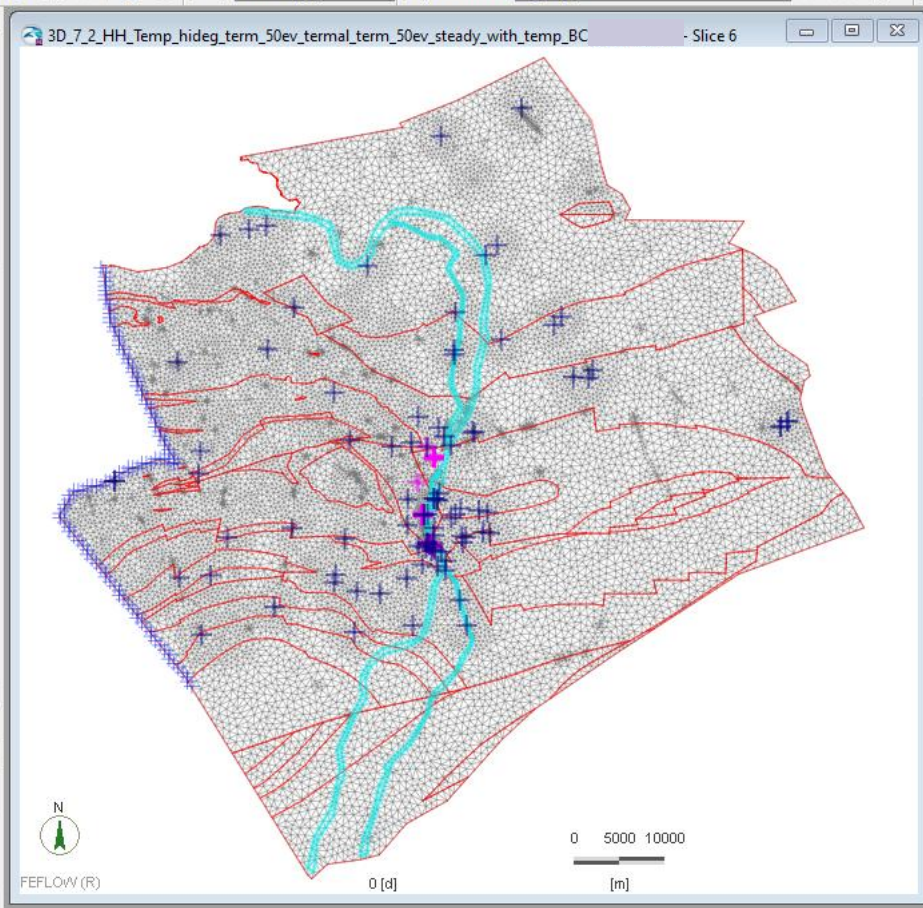 3D_7_2_HH_Temp_hideg_term_50ev_termal_term_50ev_steady_with_temp_BC - Slice 6
N
0 5000 10000
FEFLOW (R)
0 [d]
[m]